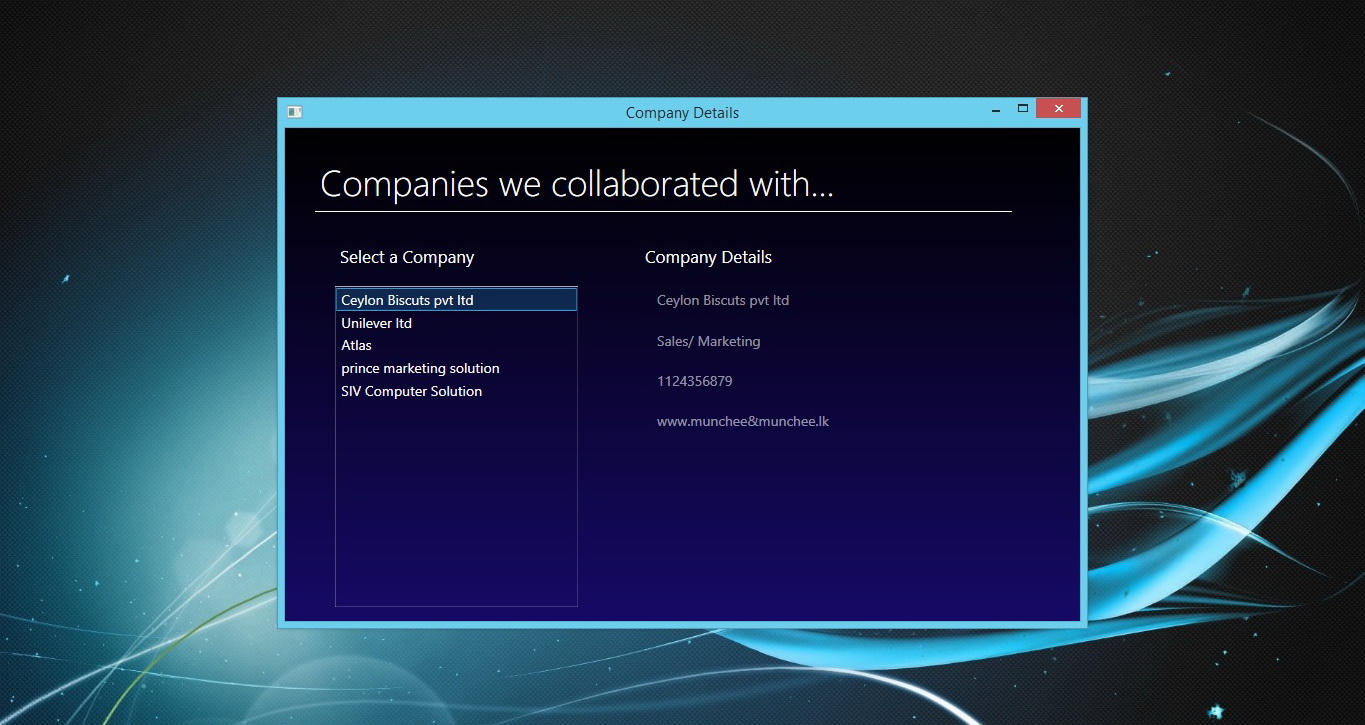 Company Details
Companies we collaborated with...
Select a Company
Ceylon Biscuts pvt ltd
Unilever ltd
Atlas
prince marketing solution
SIV Computer Solution
Company Details
Ceylon Biscuts pvt ltd
Sales/ Marketing
1124356879
www.munchee&munchee.lk